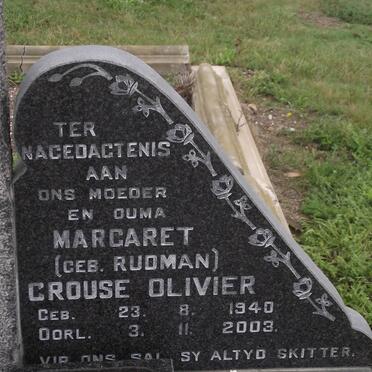 TER
NAGEDAGTENIS
AAN
ONS MOEDER
EN OUMA
MARGARET
(GEB. RUDMAN)
CROUSE OLIVIER
GEB. 23. 8. 1940
OORL. 3. 11. 2003.
VIR ONS SAL SY ALTYD SKITTER.